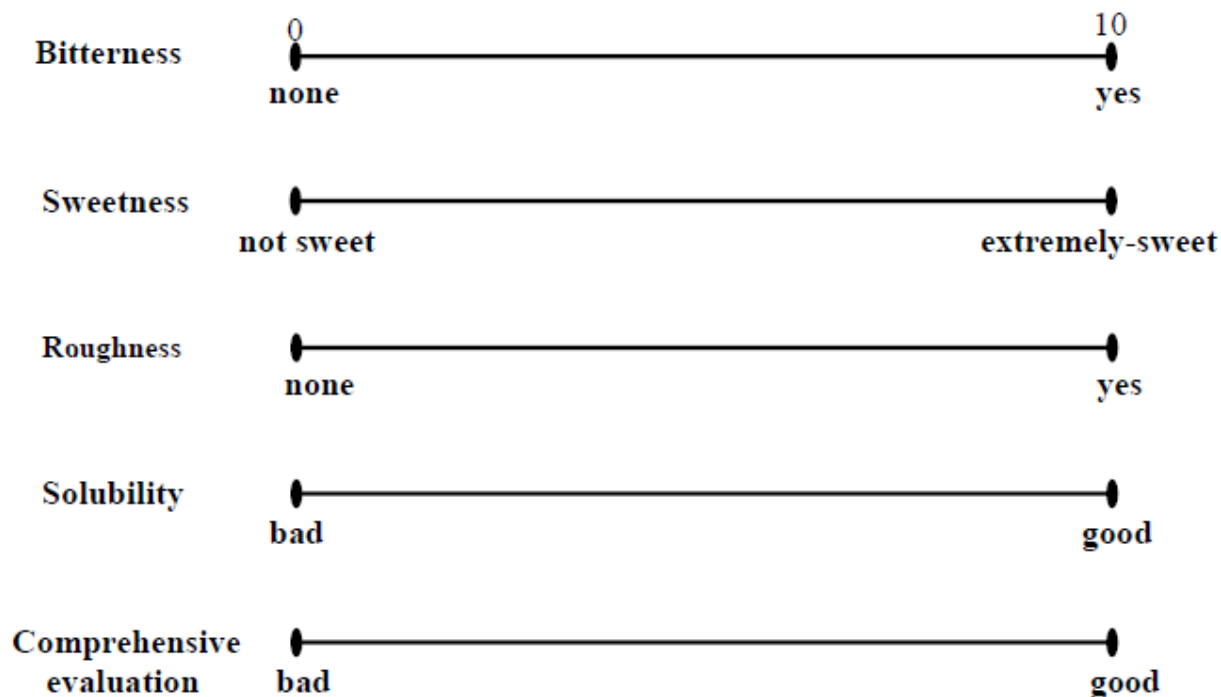 0 10
Bitterness
none yes
Sweetness
not sweet extremely-sweet
Roughness
none yes
Solubility
bad good
Comprehensive
evaluation
bad good